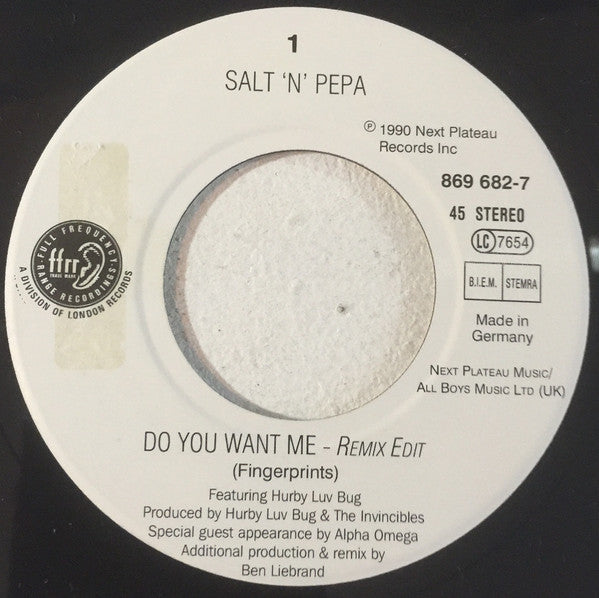 1
SALT 'N' PEPA
℗ 1990 Next Plateau
Records Inc
869 682-7
45 STEREO
LC 7654
B.I.E.M. STEMRA
Made in
Germany
NEXT PLATEAU MUSIC/
ALL BOYS MUSIC LTD (UK)
FULL FREQUENCY
ffrr
TRADE MARK
RANGE RECORDINGS
A DIVISION OF LONDON RECORDS
DO YOU WANT ME - REMIX EDIT
(Fingerprints)
Featuring Hurby Luv Bug
Produced by Hurby Luv Bug & The Invincibles
Special guest appearance by Alpha Omega
Additional production & remix by
Ben Liebrand